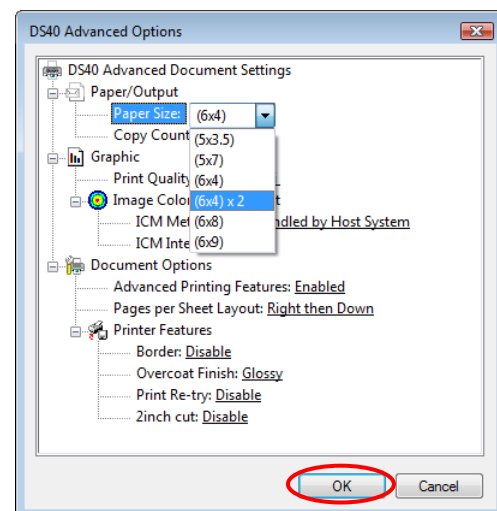 DS40 Advanced Options
DS40 Advanced Document Settings
Paper/Output
Paper Size: (6x4)
Copy Count
(5x3.5)
(5x7)
Graphic
Print Quality
(6x4)
Image Color
(6x4) x 2
ICM Met
(6x8)
ndled by Host System
ICM Inte
(6x9)
Document Options
Advanced Printing Features: Enabled
Pages per Sheet Layout: Right then Down
Printer Features
Border: Disable
Overcoat Finish: Glossy
Print Re-try: Disable
2inch cut: Disable
OK Cancel